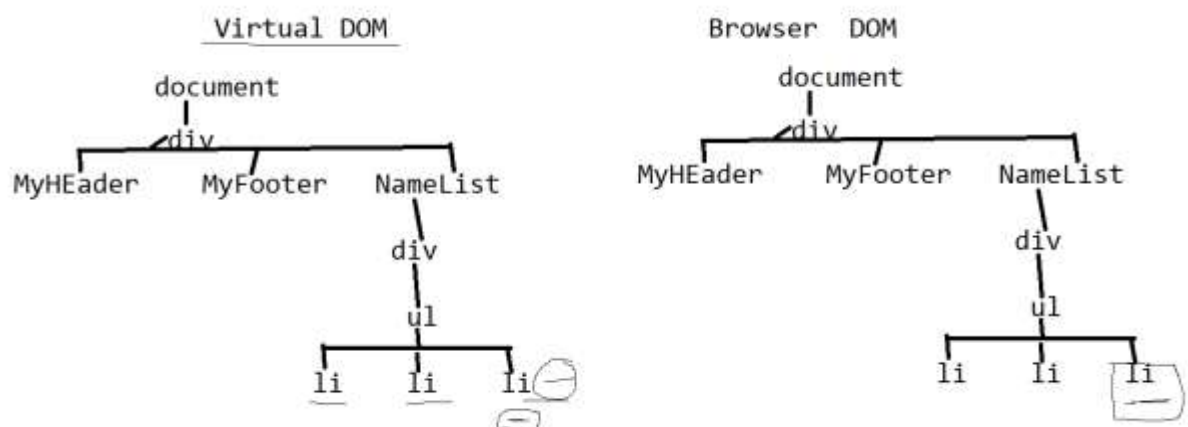 Virtual DOM
document
div
MyHEader MyFooter NameList
div
ul
li li li
Browser DOM
document
div
MyHEader MyFooter NameList
div
ul
li li li